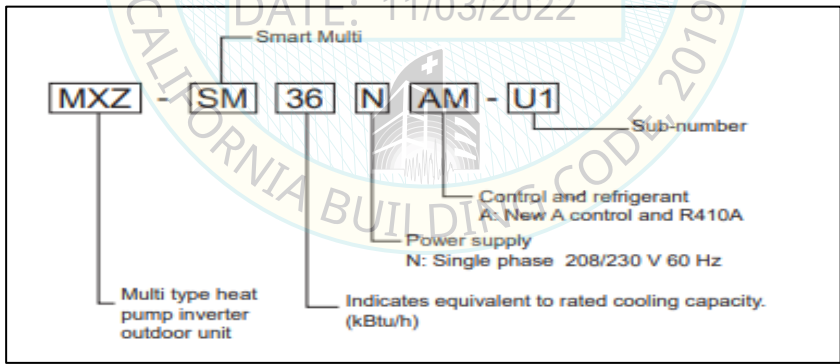 DATE: 11/03/2022
Smart Multi
MXZ - SM 36 N AM - U1
Sub-number
Control and refrigerant
A: New A control and R410A
Power supply
N: Single phase 208/230 V 60 Hz
Multi type heat
pump inverter
outdoor unit
Indicates equivalent to rated cooling capacity.
(kBtu/h)
CALIFORNIA BUILDING CODE 2019